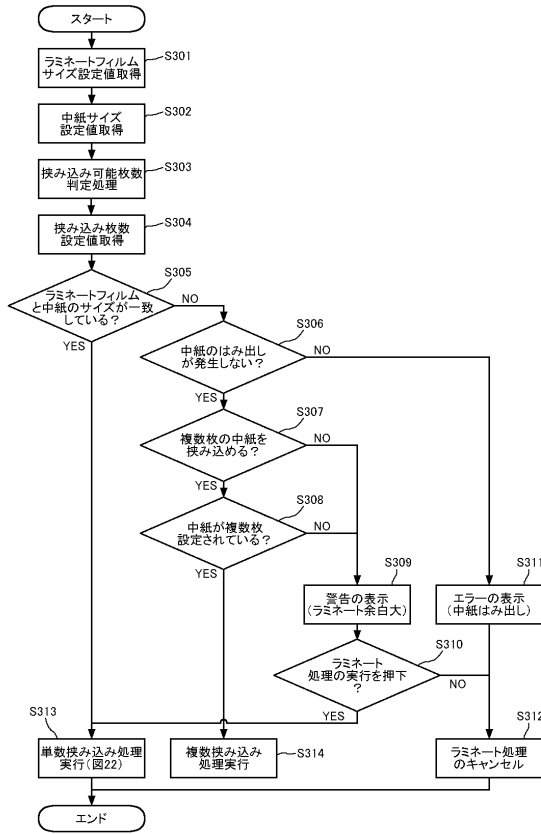 スタート
ラミネートフィルム
サイズ設定値取得
S301
中紙サイズ
設定値取得
S302
挟み込み可能枚数
判定処理
S303
挟み込み枚数
設定値取得
S304
ラミネートフィルム
と中紙のサイズが一致
している?
S305
NO
YES
中紙のはみ出し
が発生しない?
S306
NO
YES
複数枚の中紙を
挟み込める?
S307
NO
YES
中紙が複数枚
設定されている?
S308
NO
YES
警告の表示
(ラミネート余白大)
S309
エラーの表示
(中紙はみ出し)
S311
ラミネート
処理の実行を押下
?
S310
NO
YES
単数挟み込み処理
実行(図22)
S313
複数挟み込み
処理実行
S314
ラミネート処理
のキャンセル
S312
エンド